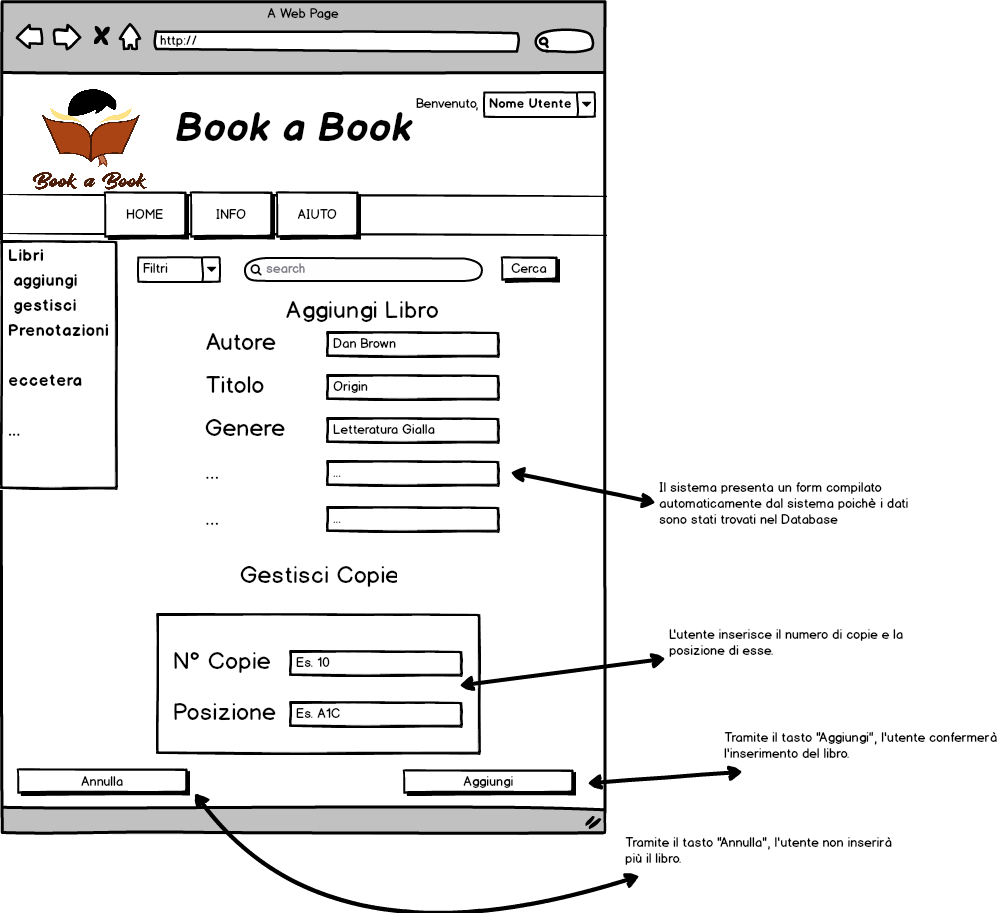 A Web Page
http://
Benvenuto, Nome Utente
Book a Book
Book a Book
HOME INFO AIUTO
Libri
aggiungi
gestisci
Prenotazioni
eccetera
...
Filtri search Cerca
Aggiungi Libro
Autore Dan Brown
Titolo Origin
Genere Letteratura Gialla
... ...
... ...
Il sistema presenta un form compilato
automaticamente dal sistema poichè i dati
sono stati trovati nel Database
Gestisci Copie
N° Copie Es. 10
Posizione Es. A1C
L'utente inserisce il numero di copie e la
posizione di esse.
Tramite il tasto "Aggiungi", l'utente confermerà
l'inserimento del libro.
Annulla Aggiungi
Tramite il tasto "Annulla", l'utente non inserirà
più il libro.